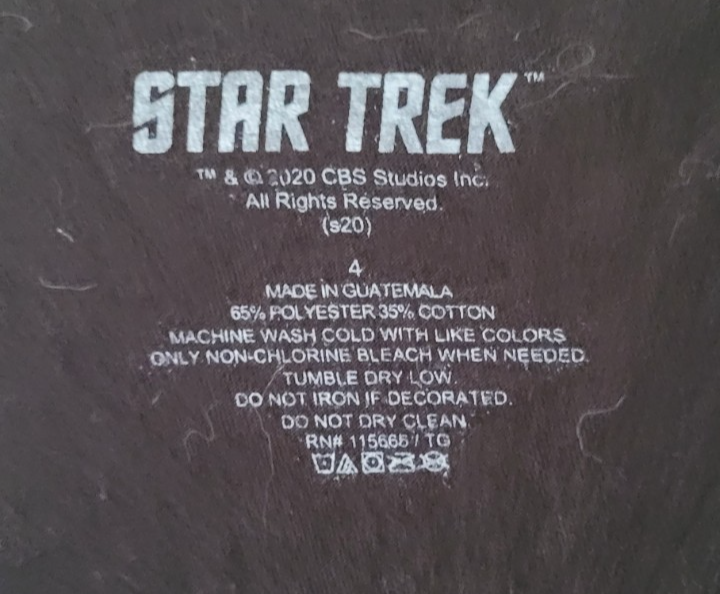 STAR TREK™
™ & © 2020 CBS Studios Inc.
All Rights Reserved.
(s20)
4
MADE IN GUATEMALA
65% POLYESTER 35% COTTON
MACHINE WASH COLD WITH LIKE COLORS
ONLY NON-CHLORINE BLEACH WHEN NEEDED.
TUMBLE DRY LOW.
DO NOT IRON IF DECORATED.
DO NOT DRY CLEAN
RN# / TG